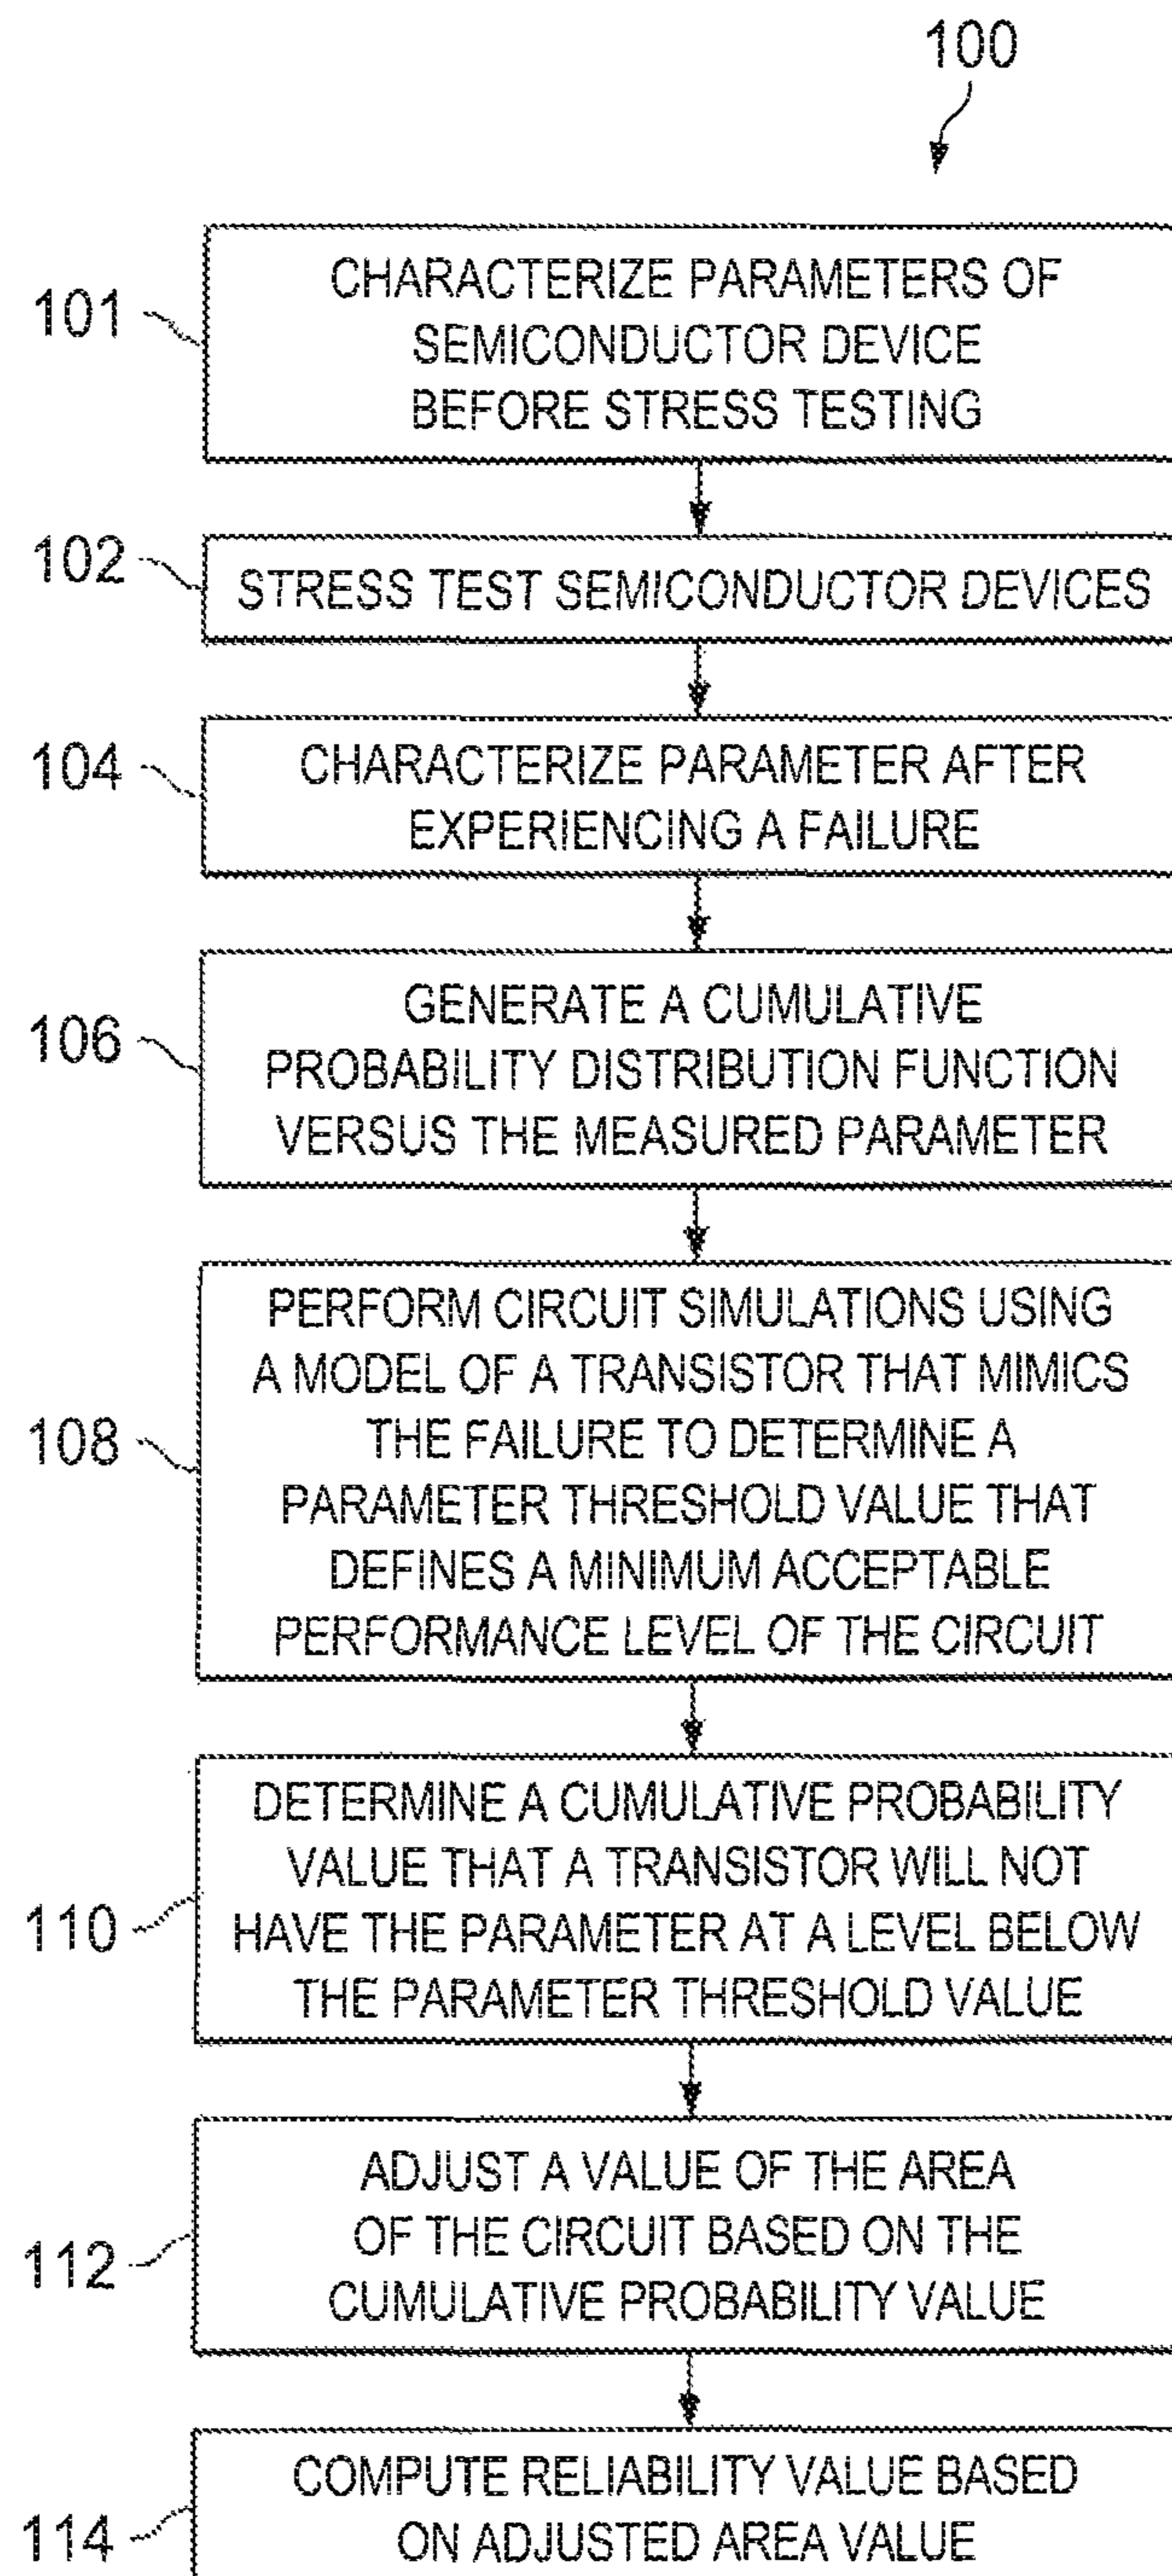 100
101
CHARACTERIZE PARAMETERS OF
SEMICONDUCTOR DEVICE
BEFORE STRESS TESTING
102
STRESS TEST SEMICONDUCTOR DEVICES
104
CHARACTERIZE PARAMETER AFTER
EXPERIENCING A FAILURE
106
GENERATE A CUMULATIVE
PROBABILITY DISTRIBUTION FUNCTION
VERSUS THE MEASURED PARAMETER
108
PERFORM CIRCUIT SIMULATIONS USING
A MODEL OF A TRANSISTOR THAT MIMICS
THE FAILURE TO DETERMINE A
PARAMETER THRESHOLD VALUE THAT
DEFINES A MINIMUM ACCEPTABLE
PERFORMANCE LEVEL OF THE CIRCUIT
110
DETERMINE A CUMULATIVE PROBABILITY
VALUE THAT A TRANSISTOR WILL NOT
HAVE THE PARAMETER AT A LEVEL BELOW
THE PARAMETER THRESHOLD VALUE
112
ADJUST A VALUE OF THE AREA
OF THE CIRCUIT BASED ON THE
CUMULATIVE PROBABILITY VALUE
114
COMPUTE RELIABILITY VALUE BASED
ON ADJUSTED AREA VALUE